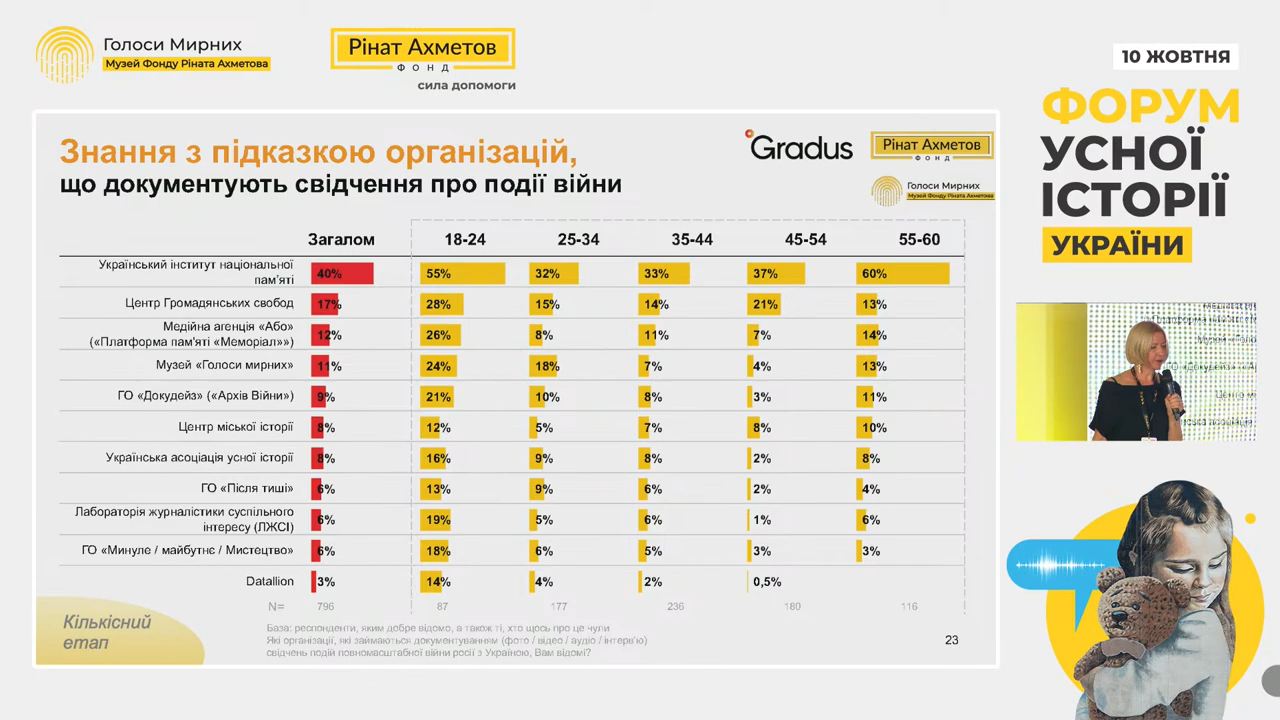 Голоси Мирних
Музей Фонду Ріната Ахметова
Рінат Ахметов
ФОНД
сила допомоги
10 ЖОВТНЯ
ФОРУМ
УСНОЇ
ІСТОРІЇ
УКРАЇНИ
Знання з підказкою організацій,
що документують свідчення про події війни
Gradus
Рінат Ахметов
ФОНД
Голоси Мирних
Музей Фонду Ріната Ахметова
Загалом 18-24 25-34 35-44 45-54 55-60
Український інститут національної
пам'яті 40% 55% 32% 33% 37% 60%
Центр Громадянських свобод 17% 28% 15% 14% 21% 13%
Медійна агенція «Або»
(«Платформа пам'яті «Меморіал»») 12% 26% 8% 11% 7% 14%
Музей «Голоси мирних» 11% 24% 18% 7% 4% 13%
ГО «Докудейз» («Архів Війни») 9% 21% 10% 8% 3% 11%
Центр міської історії 8% 12% 5% 7% 8% 10%
Українська асоціація усної історії 8% 16% 9% 8% 2% 8%
ГО «Після тиші» 6% 13% 9% 6% 2% 4%
Лабораторія журналістики суспільного
інтересу (ЛЖСІ) 6% 19% 5% 6% 1% 6%
ГО «Минуле / майбутнє / Мистецтво» 6% 18% 6% 5% 3% 3%
Datallion 3% 14% 4% 2% 0,5%
N= 796 87 177 236 180 116
Кількісний
етап
База: респонденти, яким добре відомо, а також ті, хто щось про це чули
Які організації, які займаються документуванням (фото / відео / аудіо / інтерв'ю)
свідчень подій повномасштабної війни росії з Україною, Вам відомі?
23